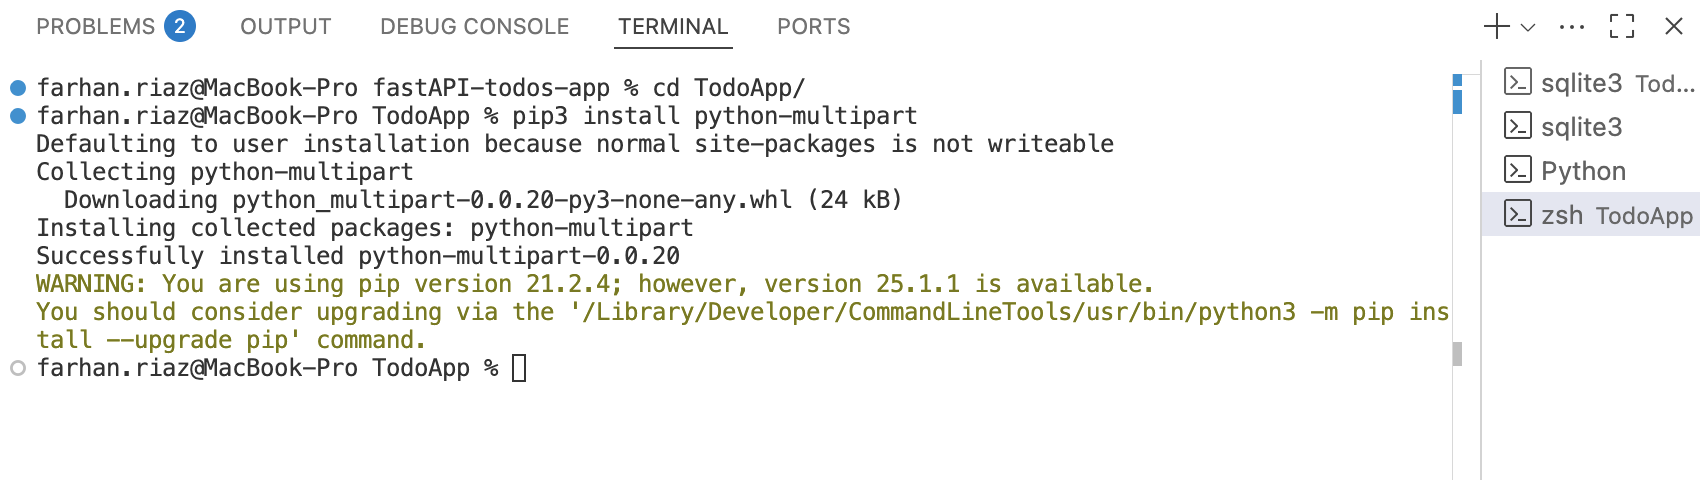 PROBLEMS 2 OUTPUT DEBUG CONSOLE TERMINAL PORTS
farhan.riaz@MacBook-Pro fastAPI-todos-app % cd TodoApp/
farhan.riaz@MacBook-Pro TodoApp % pip3 install python-multipart
Defaulting to user installation because normal site-packages is not writeable
Collecting python-multipart
  Downloading python_multipart-0.0.20-py3-none-any.whl (24 kB)
Installing collected packages: python-multipart
Successfully installed python-multipart-0.0.20
WARNING: You are using pip version 21.2.4; however, version 25.1.1 is available.
You should consider upgrading via the '/Library/Developer/CommandLineTools/usr/bin/python3 -m pip ins
tall --upgrade pip' command.
farhan.riaz@MacBook-Pro TodoApp %
sqlite3 Tod...
sqlite3
Python
zsh TodoApp